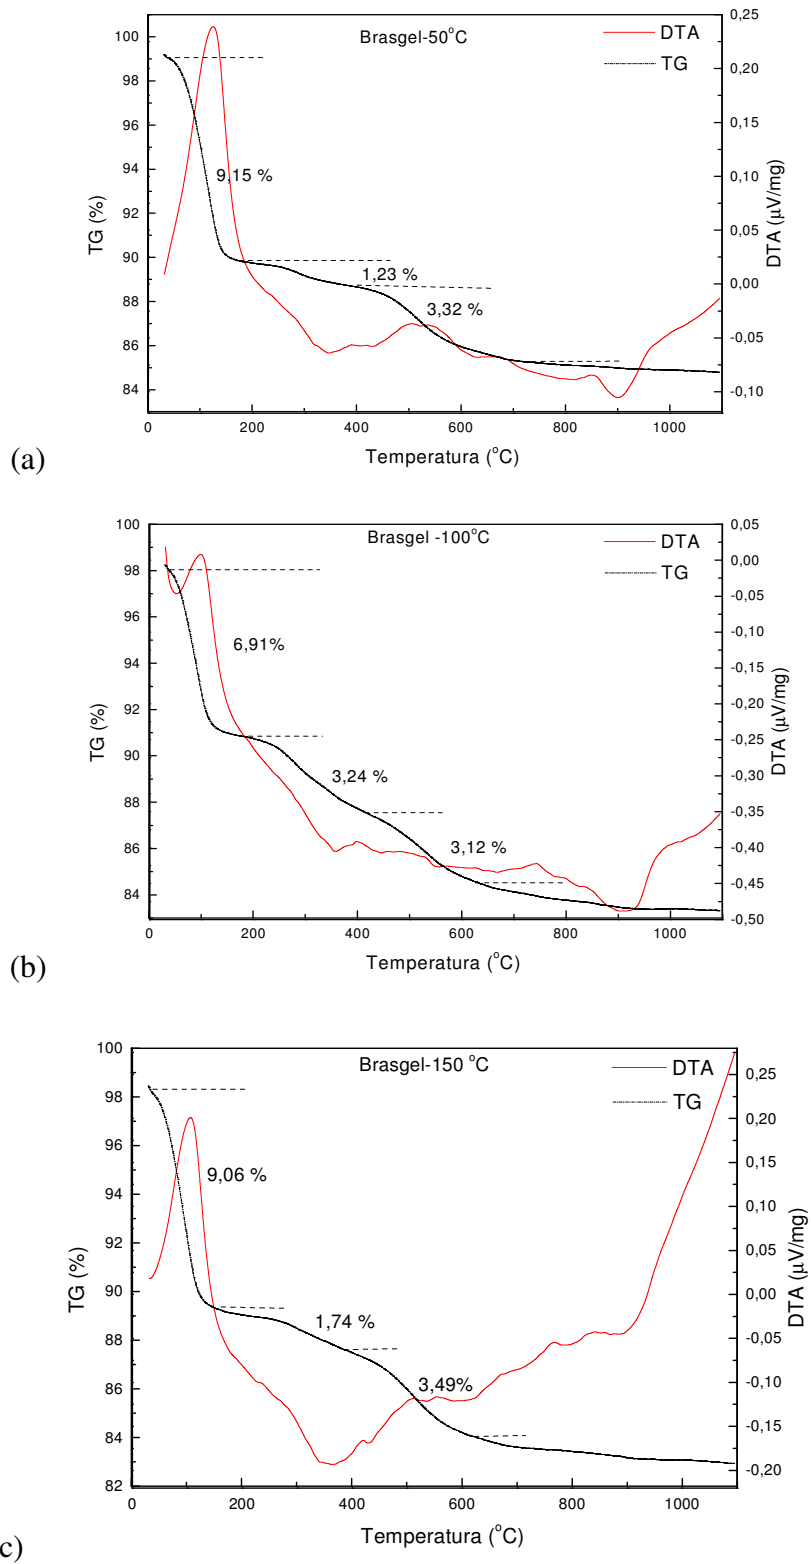 Brasgel-50°C
DTA
TG
100
98
96
94
92
90
88
86
84
TG (%)
0,25
0,20
0,15
0,10
0,05
0,00
-0,05
-0,10
DTA (µV/mg)
9,15 %
1,23 %
3,32 %
0 200 400 600 800 1000
Temperatura (°C)
(a)
Brasgel -100°C
DTA
TG
100
98
96
94
92
90
88
86
84
TG (%)
0,05
0,00
-0,05
-0,10
-0,15
-0,20
-0,25
-0,30
-0,35
-0,40
-0,45
-0,50
DTA (µV/mg)
6,91%
3,24 %
3,12 %
0 200 400 600 800 1000
Temperatura (°C)
(b)
Brasgel-150 °C
DTA
TG
100
98
96
94
92
90
88
86
84
82
TG (%)
0,25
0,20
0,15
0,10
0,05
0,00
-0,05
-0,10
-0,15
-0,20
DTA (µV/mg)
9,06 %
1,74 %
3,49%
0 200 400 600 800 1000
Temperatura (°C)
c)